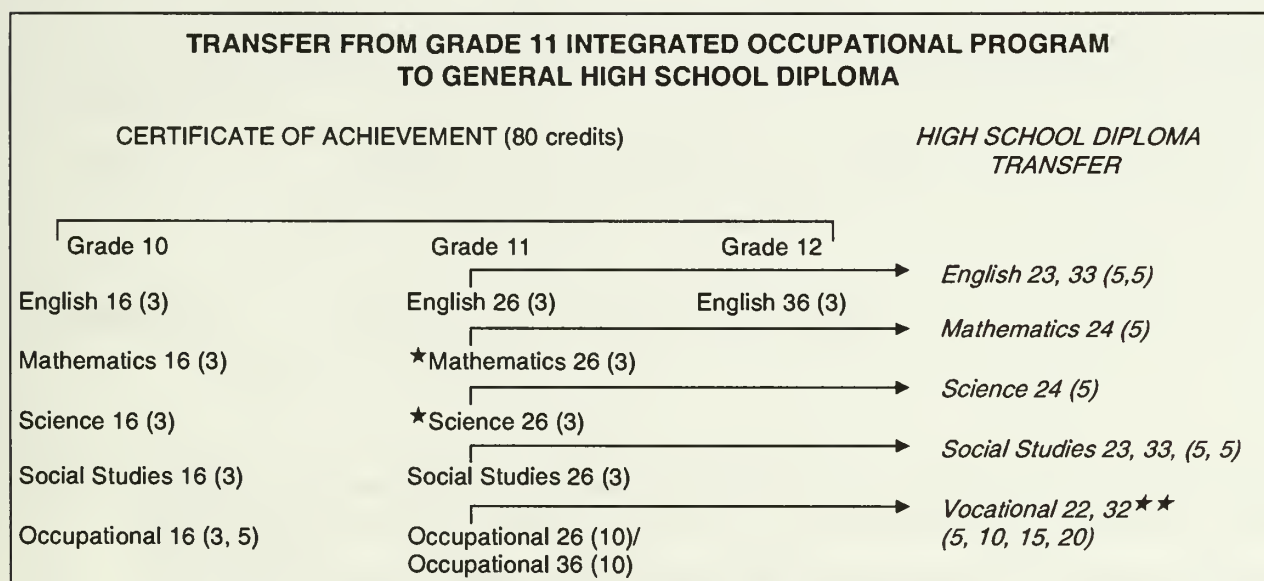 TRANSFER FROM GRADE 11 INTEGRATED OCCUPATIONAL PROGRAM
TO GENERAL HIGH SCHOOL DIPLOMA
CERTIFICATE OF ACHIEVEMENT (80 credits)
HIGH SCHOOL DIPLOMA
TRANSFER
Grade 10 Grade 11 Grade 12
English 23, 33 (5,5)
English 16 (3) English 26 (3) English 36 (3)
Mathematics 24 (5)
Mathematics 16 (3) ★Mathematics 26 (3)
Science 24 (5)
Science 16 (3) ★Science 26 (3)
Social Studies 23, 33, (5, 5)
Social Studies 16 (3) Social Studies 26 (3)
Vocational 22, 32★★
Occupational 16 (3, 5) Occupational 26 (10)/ (5, 10, 15, 20)
Occupational 36 (10)